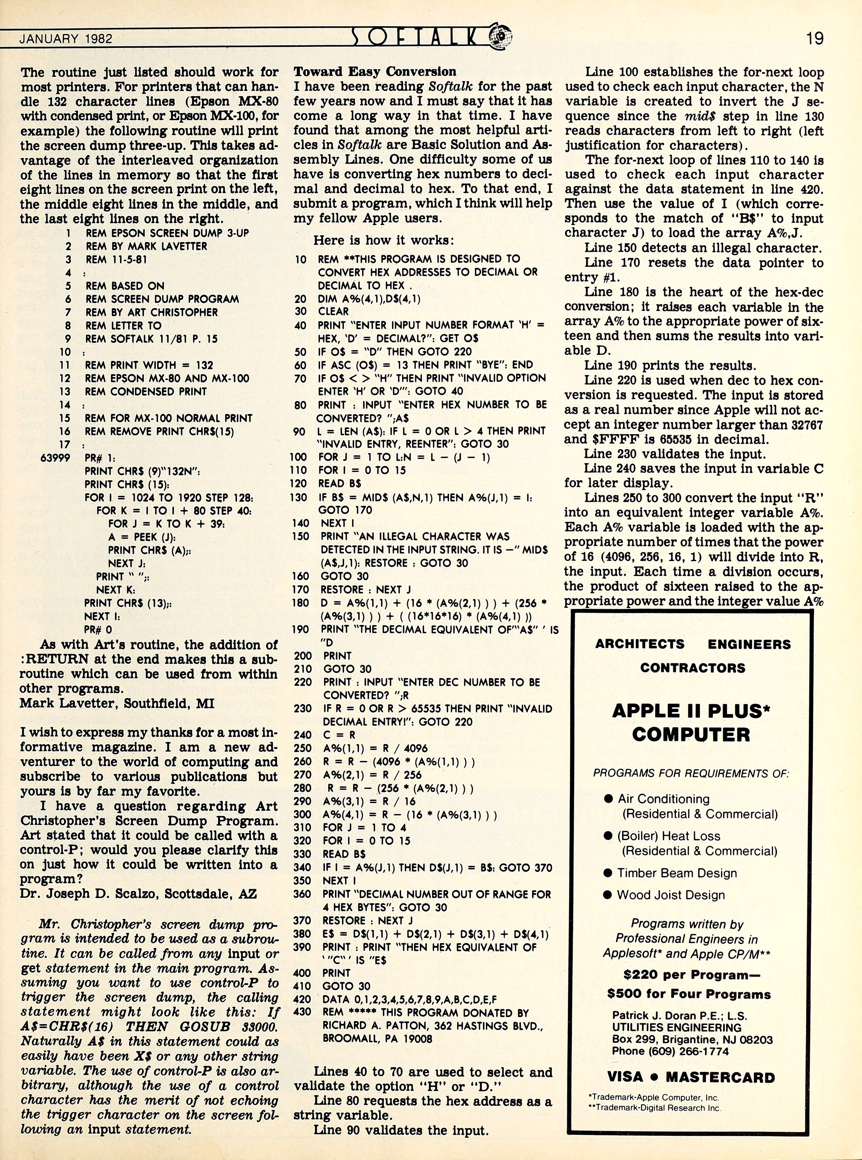 JANUARY 1982
SOFTALK
19
The routine just listed should work for
most printers. For printers that can han-
dle 132 character lines (Epson MX-80
with condensed print, or Epson MX-100, for
example) the following routine will print
the screen dump three-up. This takes ad-
vantage of the interleaved organization
of the lines in memory so that the first
eight lines on the screen print on the left,
the middle eight lines in the middle, and
the last eight lines on the right.
1 REM EPSON SCREEN DUMP 3-UP
2 REM BY MARK LAVETTER
3 REM 11-5-81
4 :
5 REM BASED ON
6 REM SCREEN DUMP PROGRAM
7 REM BY ART CHRISTOPHER
8 REM LETTER TO
9 REM SOFTALK 11/81 P. 15
10 :
11 REM PRINT WIDTH = 132
12 REM EPSON MX-80 AND MX-100
13 REM CONDENSED PRINT
14 :
15 REM FOR MX-100 NORMAL PRINT
16 REM REMOVE PRINT CHR$(15)
17 :
63999 PR# 1:
PRINT CHR$ (9)"132N":
PRINT CHR$ (15):
FOR I = 1024 TO 1920 STEP 128:
FOR K = I TO I + 80 STEP 40:
FOR J = K TO K + 39:
A = PEEK (J):
PRINT CHR$ (A);:
NEXT J:
PRINT " ";:
NEXT K:
PRINT CHR$ (13);:
NEXT I:
PR# 0
As with Art's routine, the addition of
:RETURN at the end makes this a sub-
routine which can be used from within
other programs.
Mark Lavetter, Southfield, MI
I wish to express my thanks for a most in-
formative magazine. I am a new ad-
venturer to the world of computing and
subscribe to various publications but
yours is by far my favorite.
I have a question regarding Art
Christopher's Screen Dump Program.
Art stated that it could be called with a
control-P; would you please clarify this
on just how it could be written into a
program?
Dr. Joseph D. Scalzo, Scottsdale, AZ
Mr. Christopher's screen dump pro-
gram is intended to be used as a subrou-
tine. It can be called from any input or
get statement in the main program. As-
suming you want to use control-P to
trigger the screen dump, the calling
statement might look like this: If
A$=CHR$(16) THEN GOSUB 33000.
Naturally A$ in this statement could as
easily have been X$ or any other string
variable. The use of control-P is also ar-
bitrary, although the use of a control
character has the merit of not echoing
the trigger character on the screen fol-
lowing an input statement.
Toward Easy Conversion
I have been reading Softalk for the past
few years now and I must say that it has
come a long way in that time. I have
found that among the most helpful arti-
cles in Softalk are Basic Solution and As-
sembly Lines. One difficulty some of us
have is converting hex numbers to deci-
mal and decimal to hex. To that end, I
submit a program, which I think will help
my fellow Apple users.
Here is how it works:
10 REM **THIS PROGRAM IS DESIGNED TO
CONVERT HEX ADDRESSES TO DECIMAL OR
DECIMAL TO HEX .
20 DIM A%(4,1),D$(4,1)
30 CLEAR
40 PRINT "ENTER INPUT NUMBER FORMAT 'H' =
HEX, 'D' = DECIMAL?": GET O$
50 IF O$ = "D" THEN GOTO 220
60 IF ASC (O$) = 13 THEN PRINT "BYE": END
70 IF O$ < > "H" THEN PRINT "INVALID OPTION
ENTER 'H' OR 'D'": GOTO 40
80 PRINT : INPUT "ENTER HEX NUMBER TO BE
CONVERTED? ";A$
90 L = LEN (A$): IF L = 0 OR L > 4 THEN PRINT
"INVALID ENTRY, REENTER": GOTO 30
100 FOR J = 1 TO L:N = L - (J - 1)
110 FOR I = 0 TO 15
120 READ B$
130 IF B$ = MID$ (A$,N,1) THEN A%(J,1) = I:
GOTO 170
140 NEXT I
150 PRINT "AN ILLEGAL CHARACTER WAS
DETECTED IN THE INPUT STRING. IT IS —" MID$
(A$,J,1): RESTORE : GOTO 30
160 GOTO 30
170 RESTORE : NEXT J
180 D = A%(1,1) + (16 * (A%(2,1) ) ) + (256 *
(A%(3,1) ) ) + ( (16*16*16) * (A%(4,1) ))
190 PRINT "THE DECIMAL EQUIVALENT OF'"A$" ' IS
"D
200 PRINT
210 GOTO 30
220 PRINT : INPUT "ENTER DEC NUMBER TO BE
CONVERTED? ";R
230 IF R = 0 OR R > 65535 THEN PRINT "INVALID
DECIMAL ENTRY!": GOTO 220
240 C = R
250 A%(1,1) = R / 4096
260 R = R - (4096 * (A%(1,1) ) )
270 A%(2,1) = R / 256
280 R = R - (256 * (A%(2,1) ) )
290 A%(3,1) = R / 16
300 A%(4,1) = R - (16 * (A%(3,1) ) )
310 FOR J = 1 TO 4
320 FOR I = 0 TO 15
330 READ B$
340 IF I = A%(J,1) THEN D$(J,1) = B$: GOTO 370
350 NEXT I
360 PRINT "DECIMAL NUMBER OUT OF RANGE FOR
4 HEX BYTES": GOTO 30
370 RESTORE : NEXT J
380 E$ = D$(1,1) + D$(2,1) + D$(3,1) + D$(4,1)
390 PRINT : PRINT "THEN HEX EQUIVALENT OF
' "C"' IS "E$
400 PRINT
410 GOTO 30
420 DATA 0,1,2,3,4,5,6,7,8,9,A,B,C,D,E,F
430 REM ***** THIS PROGRAM DONATED BY
RICHARD A. PATTON, 362 HASTINGS BLVD.,
BROOMALL, PA 19008
Lines 40 to 70 are used to select and
validate the option "H" or "D."
Line 80 requests the hex address as a
string variable.
Line 90 validates the input.
Line 100 establishes the for-next loop
used to check each input character, the N
variable is created to invert the J se-
quence since the mid$ step in line 130
reads characters from left to right (left
justification for characters).
The for-next loop of lines 110 to 140 is
used to check each input character
against the data statement in line 420.
Then use the value of I (which corre-
sponds to the match of "B$" to input
character J) to load the array A%,J.
Line 150 detects an illegal character.
Line 170 resets the data pointer to
entry #1.
Line 180 is the heart of the hex-dec
conversion; it raises each variable in the
array A% to the appropriate power of six-
teen and then sums the results into vari-
able D.
Line 190 prints the results.
Line 220 is used when dec to hex con-
version is requested. The input is stored
as a real number since Apple will not ac-
cept an integer number larger than 32767
and $FFFF is 65535 in decimal.
Line 230 validates the input.
Line 240 saves the input in variable C
for later display.
Lines 250 to 300 convert the input "R"
into an equivalent integer variable A%.
Each A% variable is loaded with the ap-
propriate number of times that the power
of 16 (4096, 256, 16, 1) will divide into R,
the input. Each time a division occurs,
the product of sixteen raised to the ap-
propriate power and the integer value A%
ARCHITECTS ENGINEERS
CONTRACTORS
APPLE II PLUS*
COMPUTER
PROGRAMS FOR REQUIREMENTS OF:
● Air Conditioning
(Residential & Commercial)
● (Boiler) Heat Loss
(Residential & Commercial)
● Timber Beam Design
● Wood Joist Design
Programs written by
Professional Engineers in
Applesoft* and Apple CP/M**
$220 per Program—
$500 for Four Programs
Patrick J. Doran P.E.; L.S.
UTILITIES ENGINEERING
Box 299, Brigantine, NJ 08203
Phone (609) 266-1774
VISA ● MASTERCARD
*Trademark-Apple Computer, Inc.
**Trademark-Digital Research Inc.